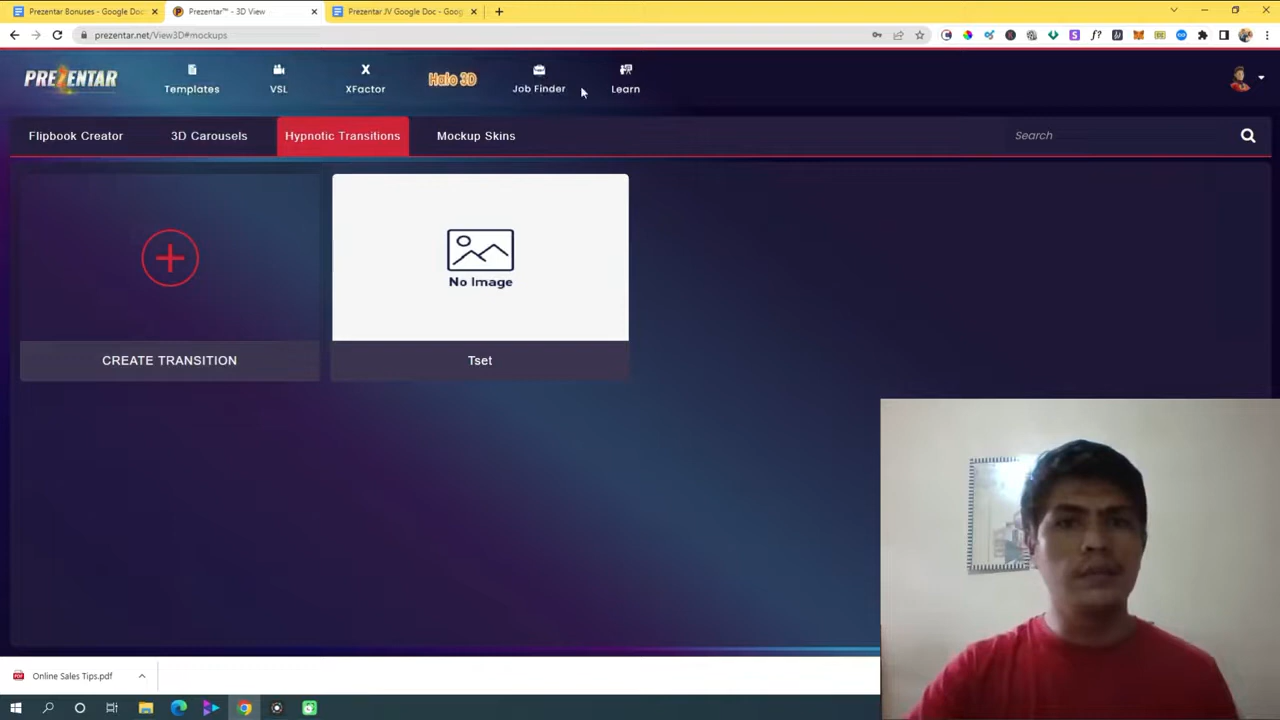 Prezentar Bonuses - Google Doc
Prezentar™ - 3D View
Prezentar JV Google Doc - Goog
prezentar.net/View3D#mockups
PREZENTAR
Templates
VSL
XFactor
Halo 3D
Job Finder
Learn
Flipbook Creator
3D Carousels
Hypnotic Transitions
Mockup Skins
Search
No Image
CREATE TRANSITION
Tset
Online Sales Tips.pdf